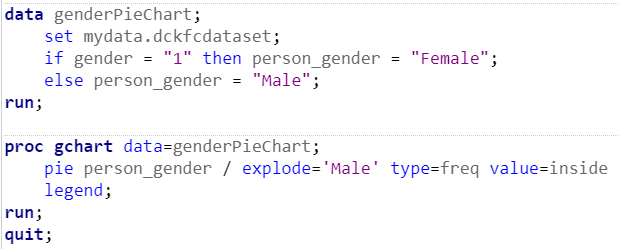 data genderPieChart;
set mydata.dckfcdataset;
if gender = "1" then person_gender = "Female";
else person_gender = "Male";
run;
proc gchart data=genderPieChart;
pie person_gender / explode='Male' type=freq value=inside
legend;
run;
quit;